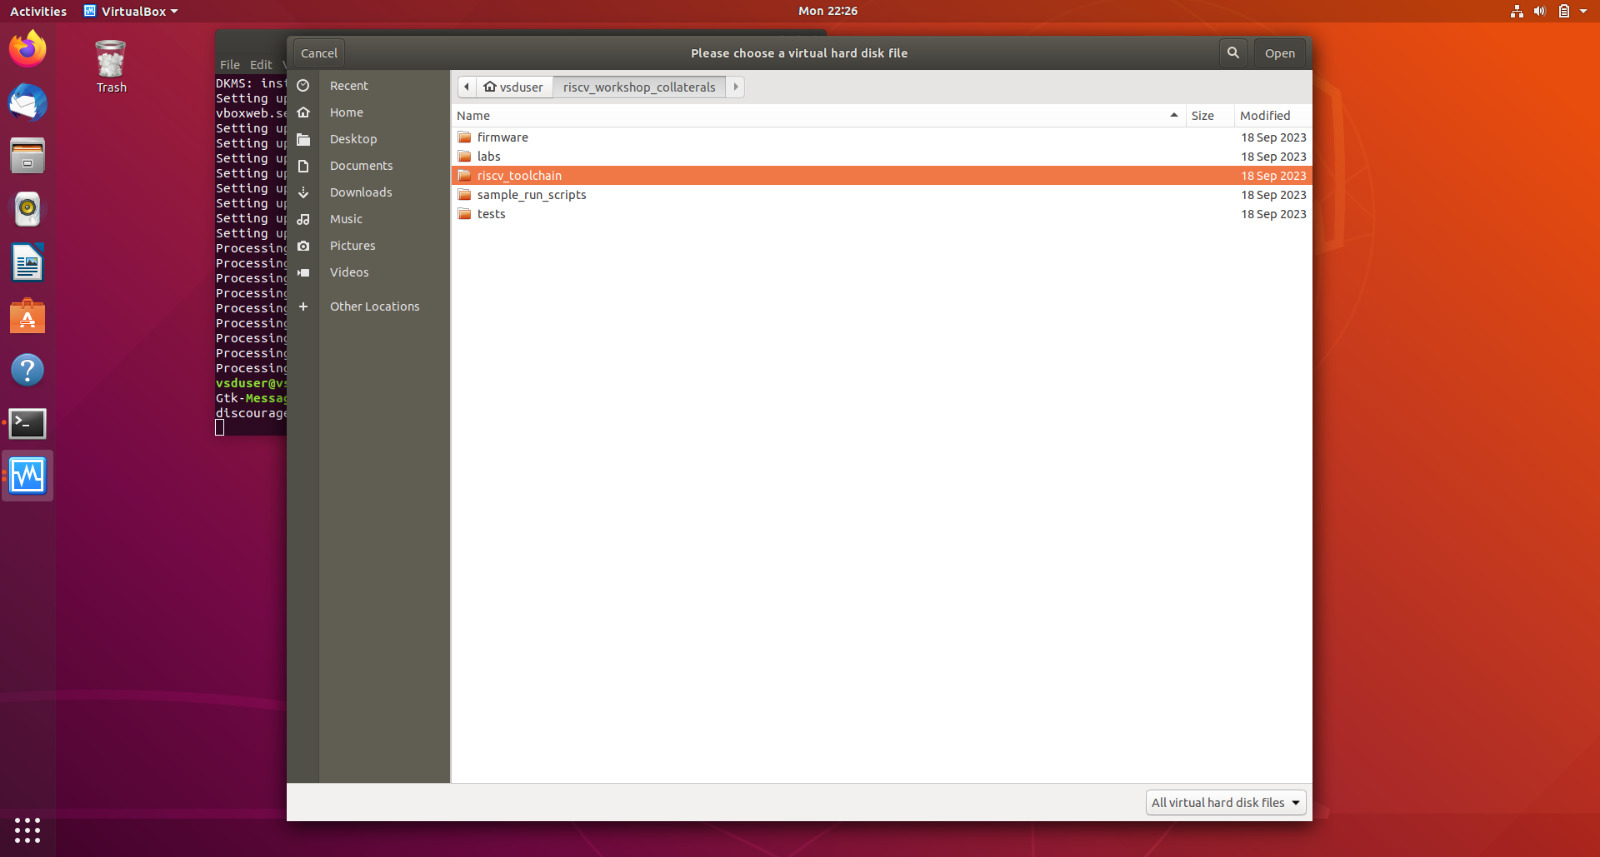 Activities VirtualBox Mon 22:26
Trash
File Edit
Cancel Please choose a virtual hard disk file Open
Recent
Home
Desktop
Documents
Downloads
Music
Pictures
Videos
Other Locations
vsduser riscv_workshop_collaterals
Name Size Modified
firmware 18 Sep 2023
labs 18 Sep 2023
riscv_toolchain 18 Sep 2023
sample_run_scripts 18 Sep 2023
tests 18 Sep 2023
All virtual hard disk files
DKMS: inst
Setting up
vboxweb.se
Setting up
Setting up
Setting up
Setting up
Setting up
Setting up
Setting up
Setting up
Processing
Processing
Processing
Processing
Processing
Processing
Processing
Processing
Processing
vsduser@vs
Gtk-Messag
discourage